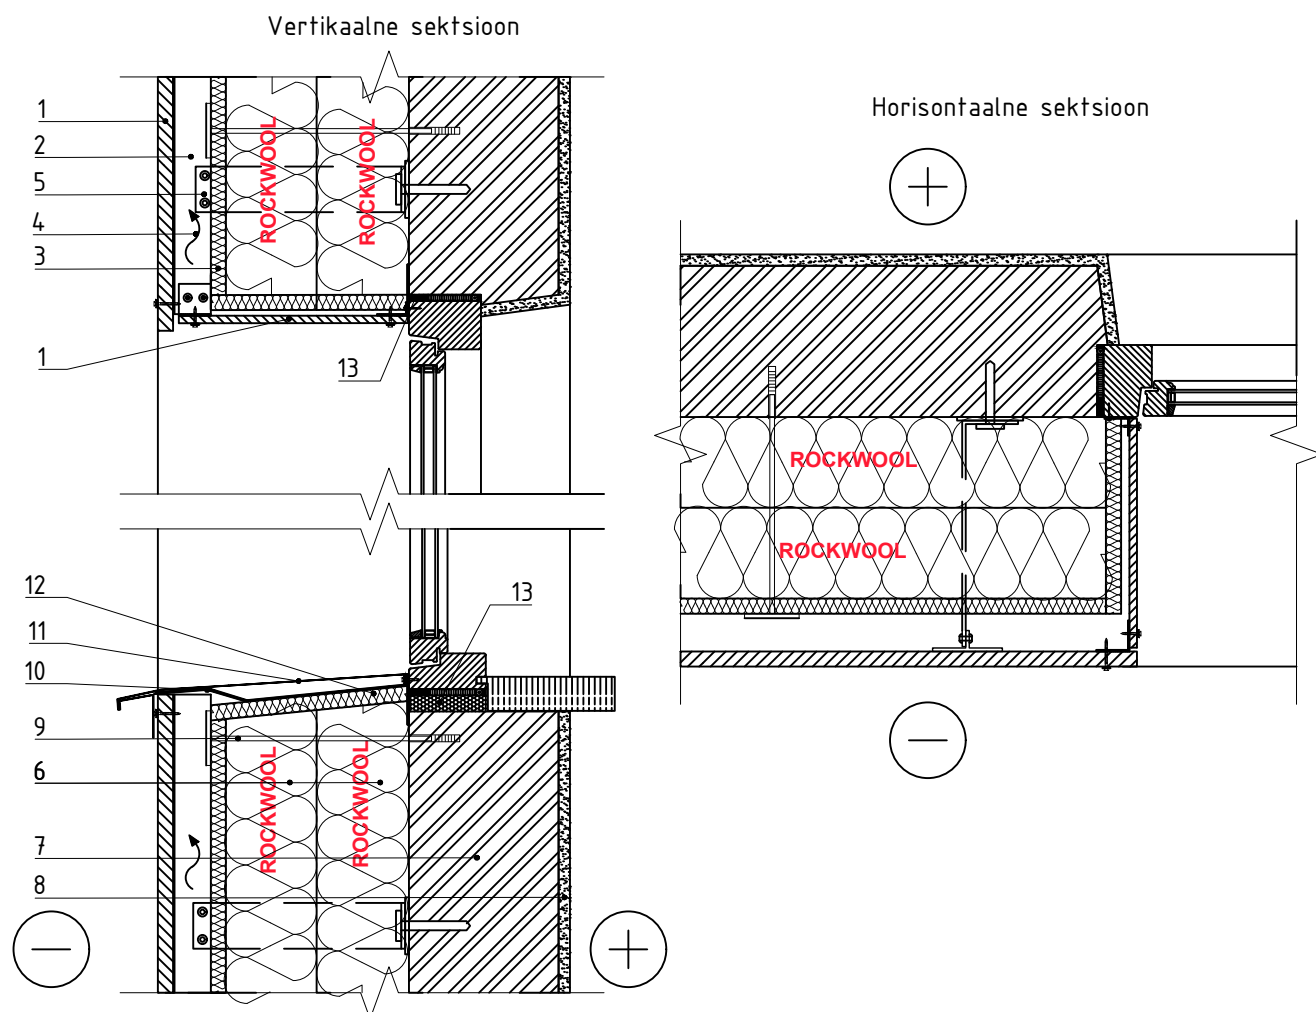 Vertikaalne sektsioon
Horisontaalne sektsioon
1
2
5
4
3
1
13
ROCKWOOL
ROCKWOOL
ROCKWOOL
ROCKWOOL
12
11
10
9
6
7
8
13
ROCKWOOL
ROCKWOOL